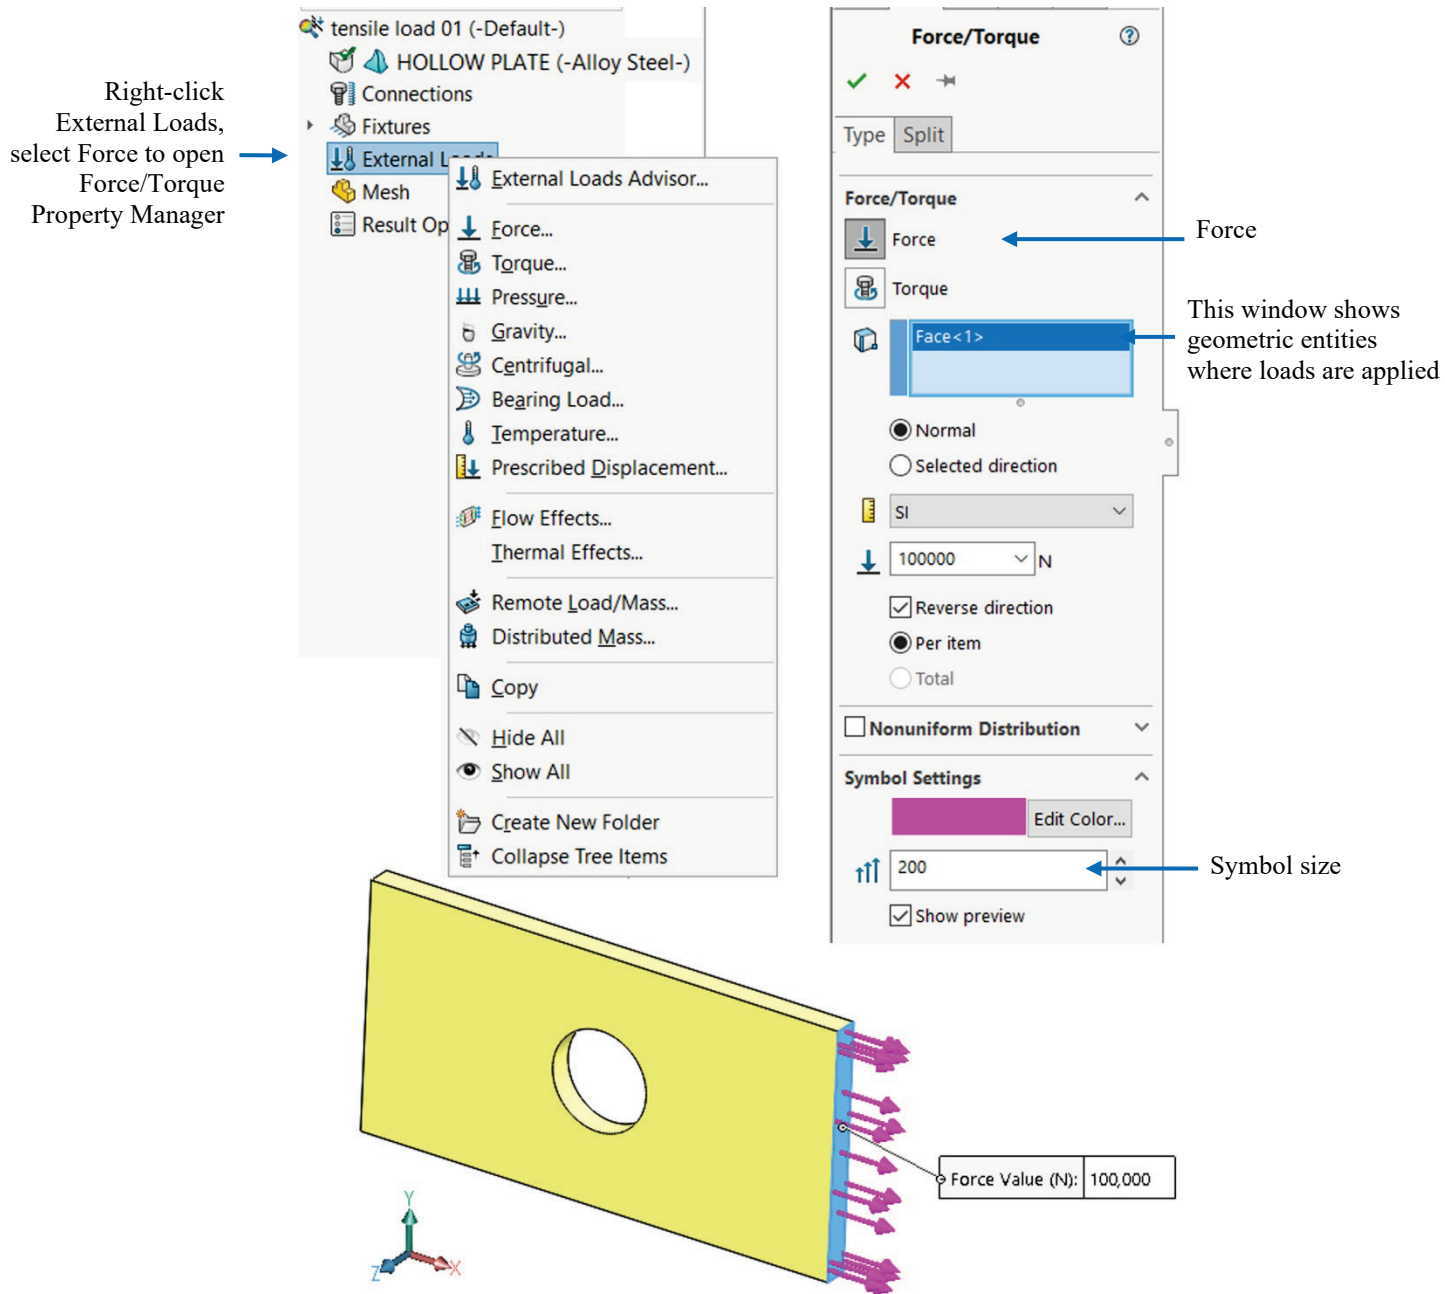 tensile load 01 (-Default-)
HOLLOW PLATE (-Alloy Steel-)
Connections
Fixtures
External Loads
Mesh
Result Op
Right-click
External Loads,
select Force to open
Force/Torque
Property Manager
External Loads Advisor...
Force...
Torque...
Pressure...
Gravity...
Centrifugal...
Bearing Load...
Temperature...
Prescribed Displacement...
Flow Effects...
Thermal Effects...
Remote Load/Mass...
Distributed Mass...
Copy
Hide All
Show All
Create New Folder
Collapse Tree Items
Force/Torque
?
Type
Split
Force/Torque
Force
Torque
Face<1>
Normal
Selected direction
SI
100000
N
Reverse direction
Per item
Total
Nonuniform Distribution
Symbol Settings
Edit Color...
200
Show preview
Force
This window shows
geometric entities
where loads are applied
Symbol size
Force Value (N): 100,000
Y
Z
X